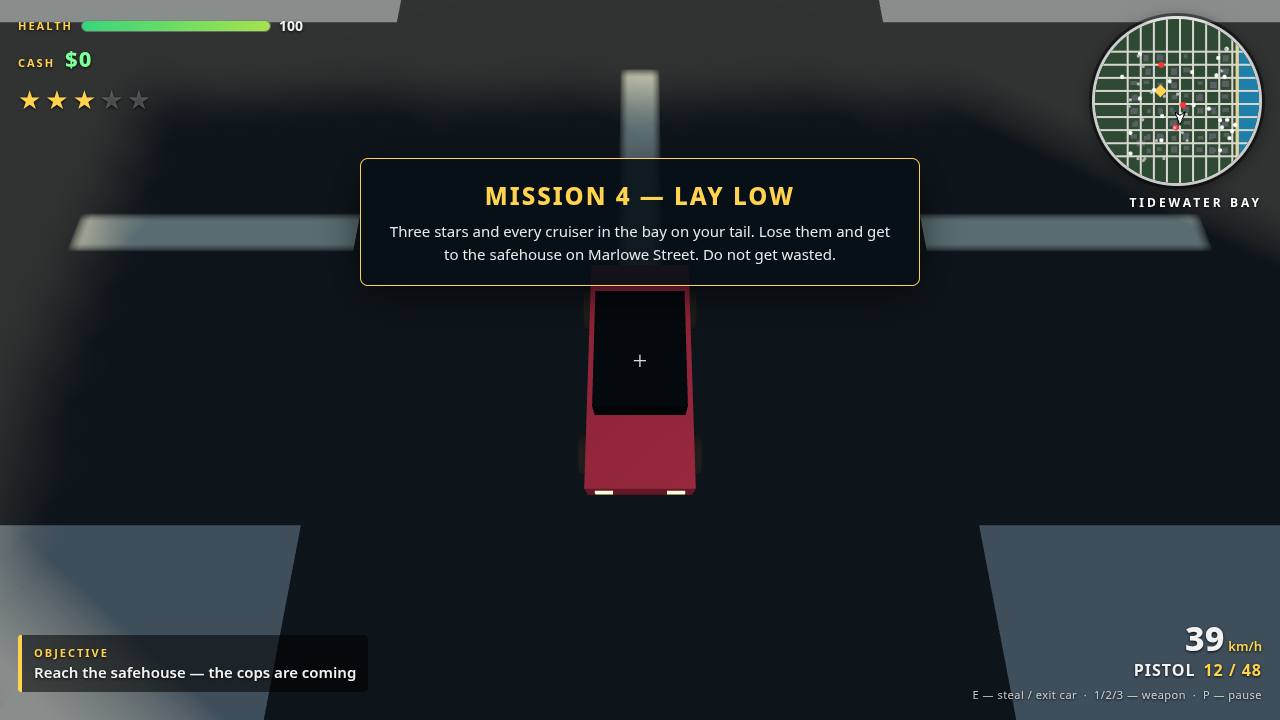 HEALTH 100
CASH $0
TIDEWATER BAY
MISSION 4 — LAY LOW
Three stars and every cruiser in the bay on your tail. Lose them and get
to the safehouse on Marlowe Street. Do not get wasted.
OBJECTIVE
Reach the safehouse — the cops are coming
39 km/h
PISTOL 12 / 48
E — steal / exit car · 1/2/3 — weapon · P — pause